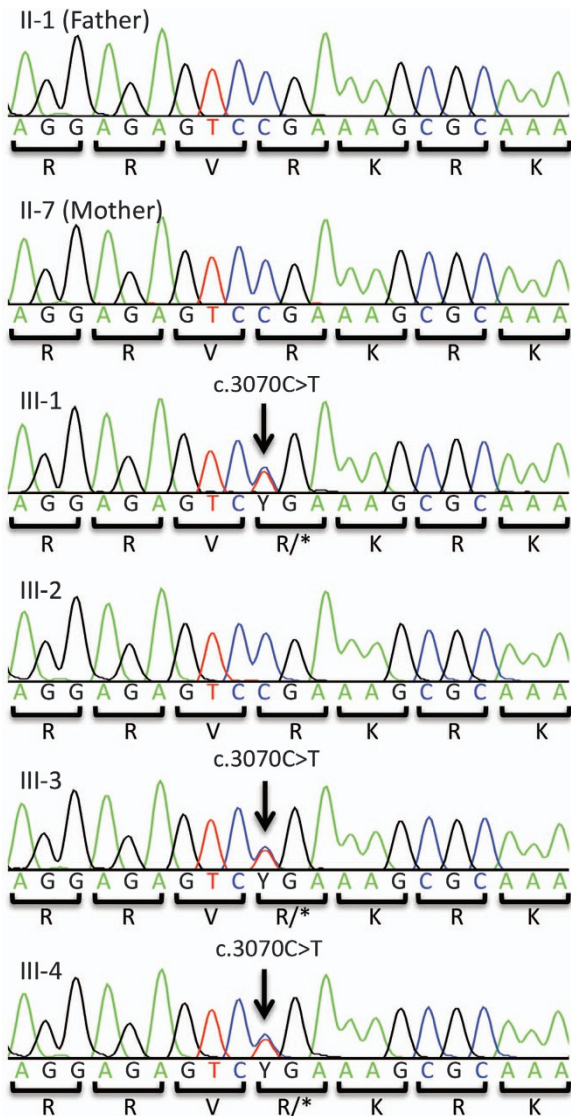 II-1 (Father)
A G G A G A G T C C G A A A G C G C A A A
R R V R K R K
II-7 (Mother)
A G G A G A G T C C G A A A G C G C A A A
R R V R K R K
c.3070C>T
III-1
A G G A G A G T C Y G A A A G C G C A A A
R R V R/* K R K
III-2
A G G A G A G T C C G A A A G C G C A A A
R R V R K R K
c.3070C>T
III-3
A G G A G A G T C Y G A A A G C G C A A A
R R V R/* K R K
c.3070C>T
III-4
A G G A G A G T C Y G A A A G C G C A A A
R R V R/* K R K